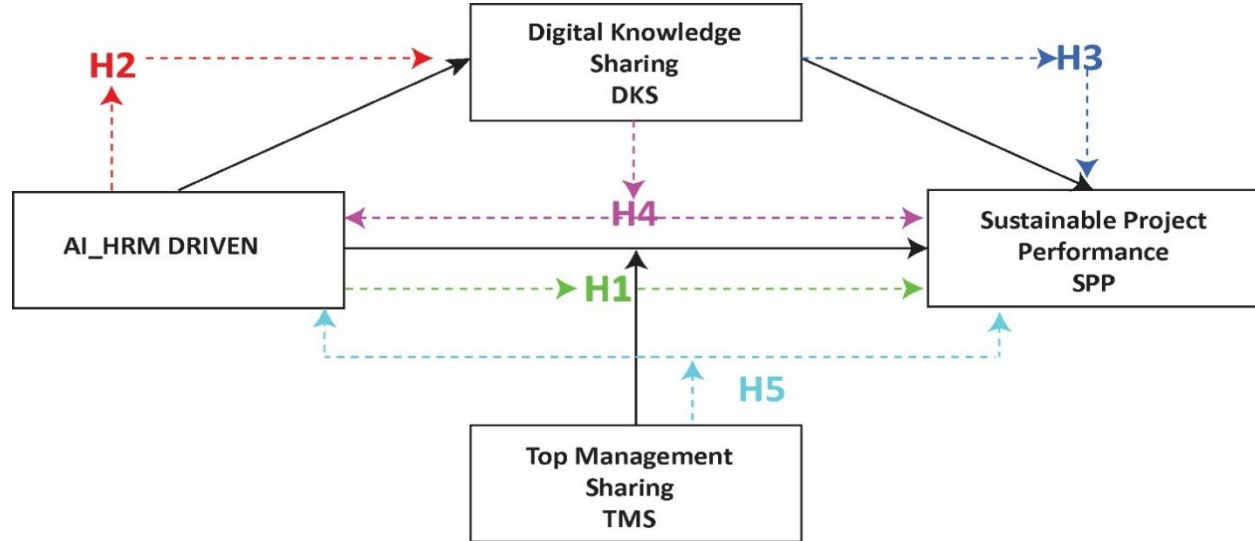 Digital Knowledge
Sharing
DKS
H2
H3
H4
AI_HRM DRIVEN
Sustainable Project
Performance
SPP
H1
H5
Top Management
Sharing
TMS